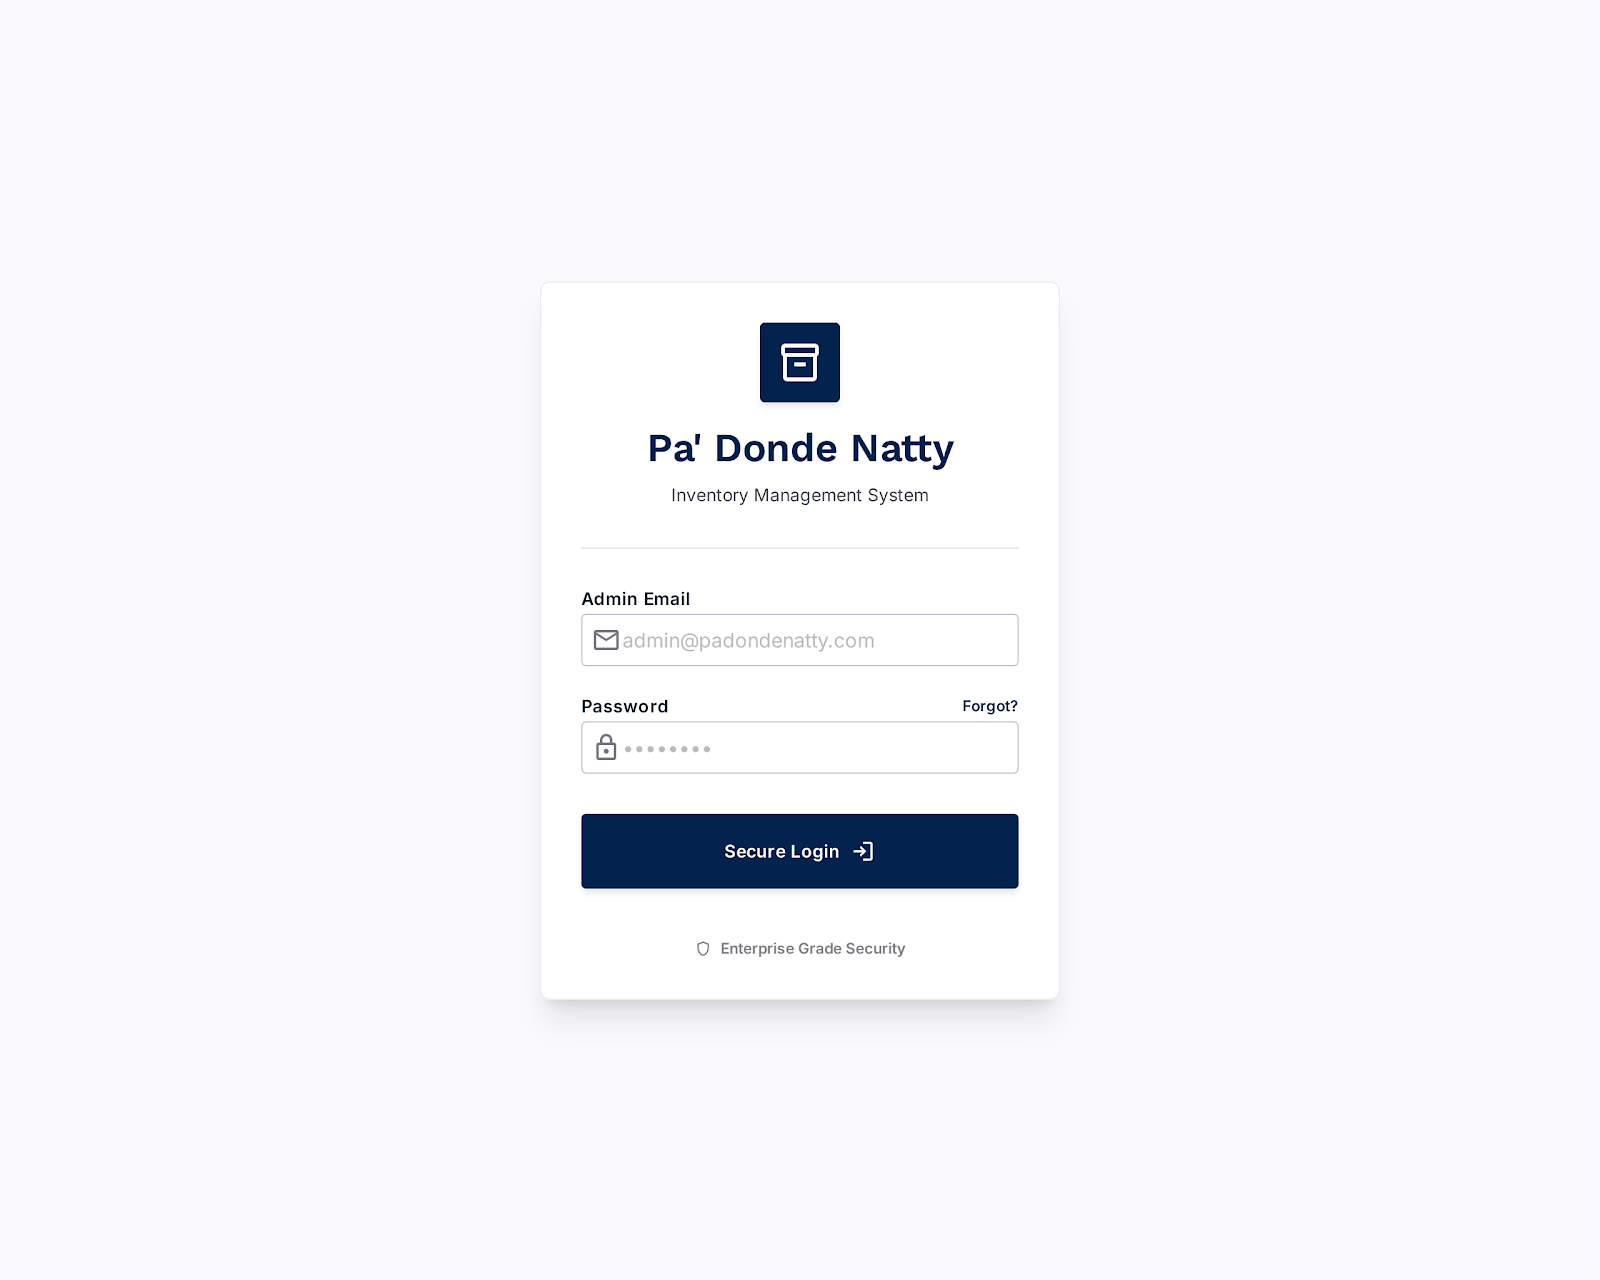 Pa' Donde Natty
Inventory Management System
Admin Email
admin@padondenatty.com
Password Forgot?
••••••••
Secure Login
Enterprise Grade Security